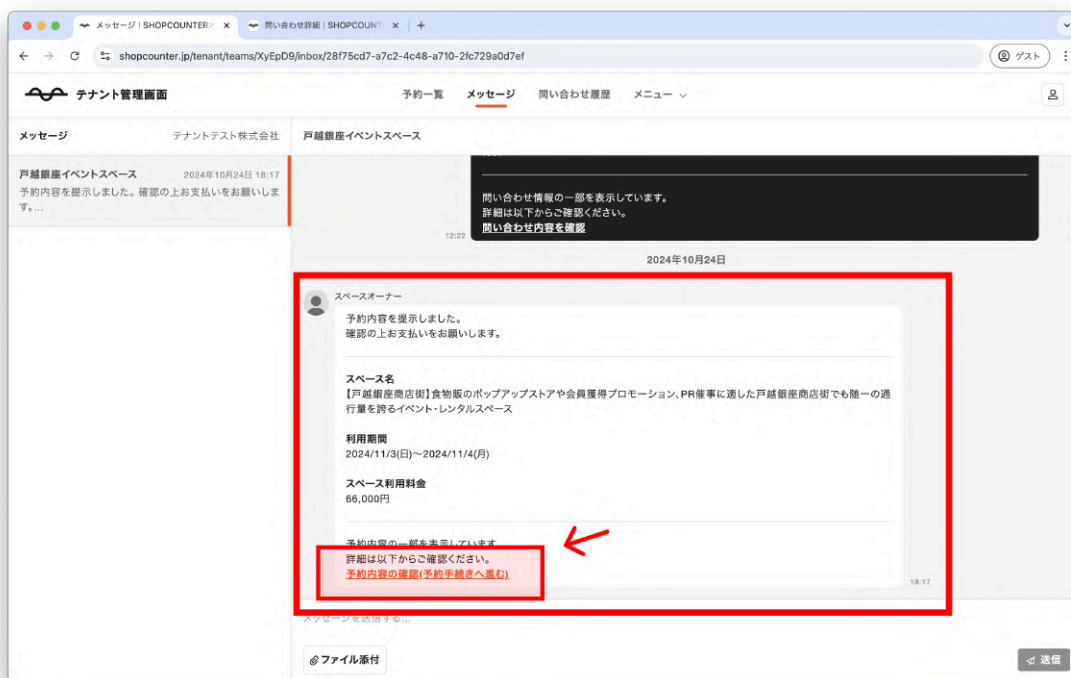 メッセージ | SHOPCOUNTER
問い合わせ詳細 | SHOPCOUNT
shopcounter.jp/tenant/teams/XyEpD9/inbox/28f75cd7-a7c2-4c48-a710-2fc729a0d7ef
ゲスト
テナント管理画面
予約一覧
メッセージ
問い合わせ履歴
メニュー
メッセージ
テナントテスト株式会社
戸越銀座イベントスペース
戸越銀座イベントスペース
2024年10月24日 18:17
予約内容を提示しました。確認の上お支払いをお願いしま
す。...
問い合わせ情報の一部を表示しています。
詳細は以下からご確認ください。
問い合わせ内容を確認
12:22
2024年10月24日
スペースオーナー
予約内容を提示しました。
確認の上お支払いをお願いします。
スペース名
【戸越銀座商店街】食物販のポップアップストアや会員獲得プロモーション、PR催事に適した戸越銀座商店街でも随一の通
行量を誇るイベント・レンタルスペース
利用期間
2024/11/3(日)～2024/11/4(月)
スペース利用料金
66,000円
予約内容の一部を表示しています
詳細は以下からご確認ください。
予約内容の確認(予約手続きへ進む)
18:17
メッセージを送信する...
ファイル添付
送信